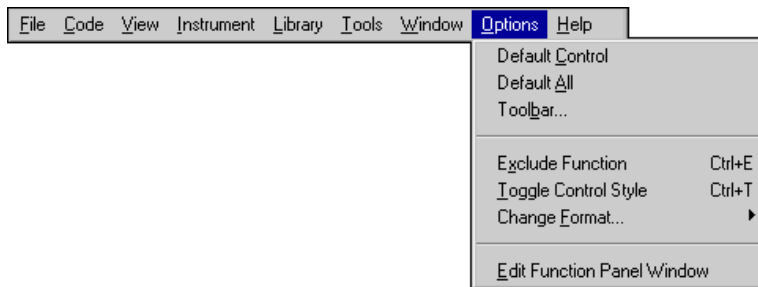 File Code View Instrument Library Tools Window Options Help
Default Control
Default All
Toolbar...
Exclude Function Ctrl+E
Toggle Control Style Ctrl+T
Change Format...
Edit Function Panel Window